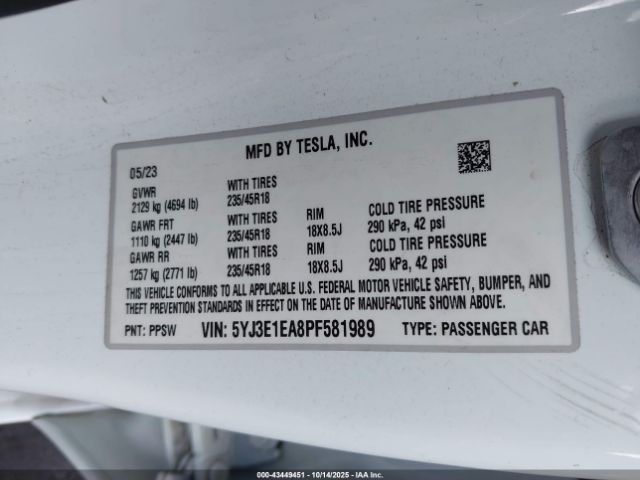 MFD BY TESLA, INC.
05/23
GVWR WITH TIRES
2129 kg (4694 lb) 235/45R18
GAWR FRT WITH TIRES RIM COLD TIRE PRESSURE
1110 kg (2447 lb) 235/45R18 18X8.5J 290 kPa, 42 psi
GAWR RR WITH TIRES RIM COLD TIRE PRESSURE
1257 kg (2771 lb) 235/45R18 18X8.5J 290 kPa, 42 psi
THIS VEHICLE CONFORMS TO ALL APPLICABLE U.S. FEDERAL MOTOR VEHICLE SAFETY, BUMPER, AND
THEFT PREVENTION STANDARDS IN EFFECT ON THE DATE OF MANUFACTURE SHOWN ABOVE.
PNT: PPSW VIN: 5YJ3E1EA8PF581989 TYPE: PASSENGER CAR
000-43449451 - 10/14/2025 - IAAI.COM